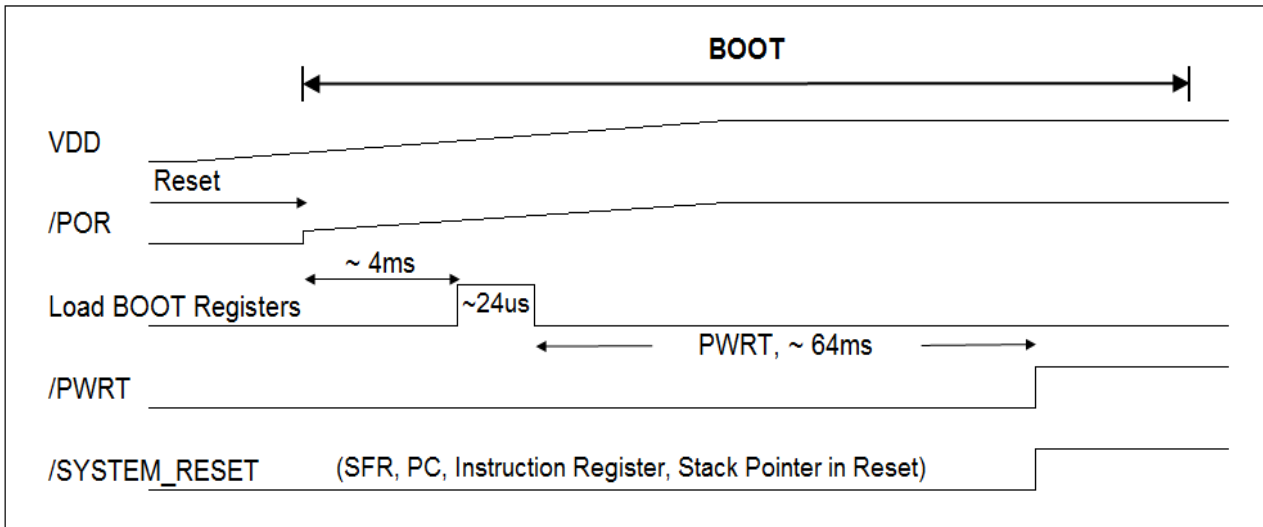 BOOT
VDD
Reset
/POR
~ 4ms
Load BOOT Registers
~24us
PWRT, ~ 64ms
/PWRT
/SYSTEM_RESET
(SFR, PC, Instruction Register, Stack Pointer in Reset)